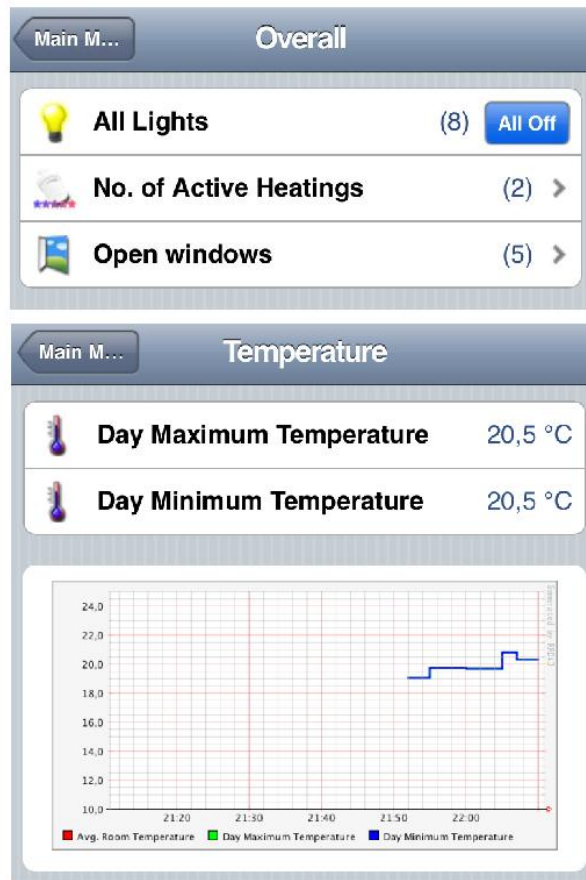 Main M... Overall
All Lights (8) All Off
No. of Active Heatings (2)
Open windows (5)
Main M... Temperature
Day Maximum Temperature 20,5 °C
Day Minimum Temperature 20,5 °C
24,0
22,0
20,0
18,0
16,0
14,0
12,0
10,0
21:20 21:30 21:40 21:50 22:00
Avg. Room Temperature Day Maximum Temperature Day Minimum Temperature